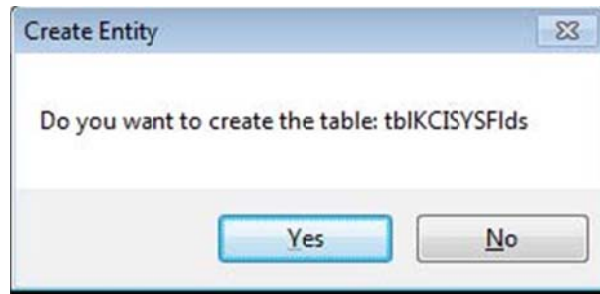 Create Entity
Do you want to create the table: tblKCISYSFlds
Yes
No